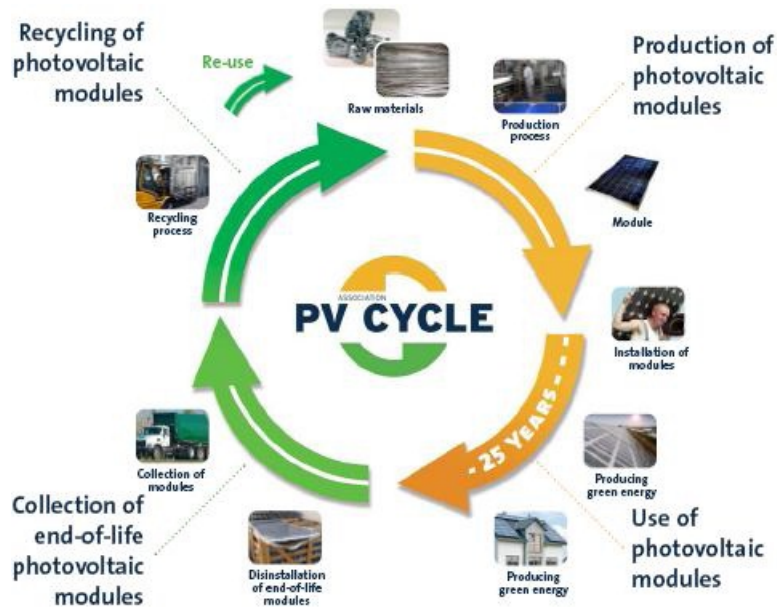 Recycling of
photovoltaic
modules
Re-use
Raw materials
Production
process
Production of
photovoltaic
modules
Module
Recycling
process
ASSOCIATION
PV CYCLE
Installation of
modules
25 YEARS
Producing
green energy
Use of
photovoltaic
modules
Producing
green energy
Disinstallation
of end-of-life
modules
Collection of
modules
Collection of
end-of-life
photovoltaic
modules